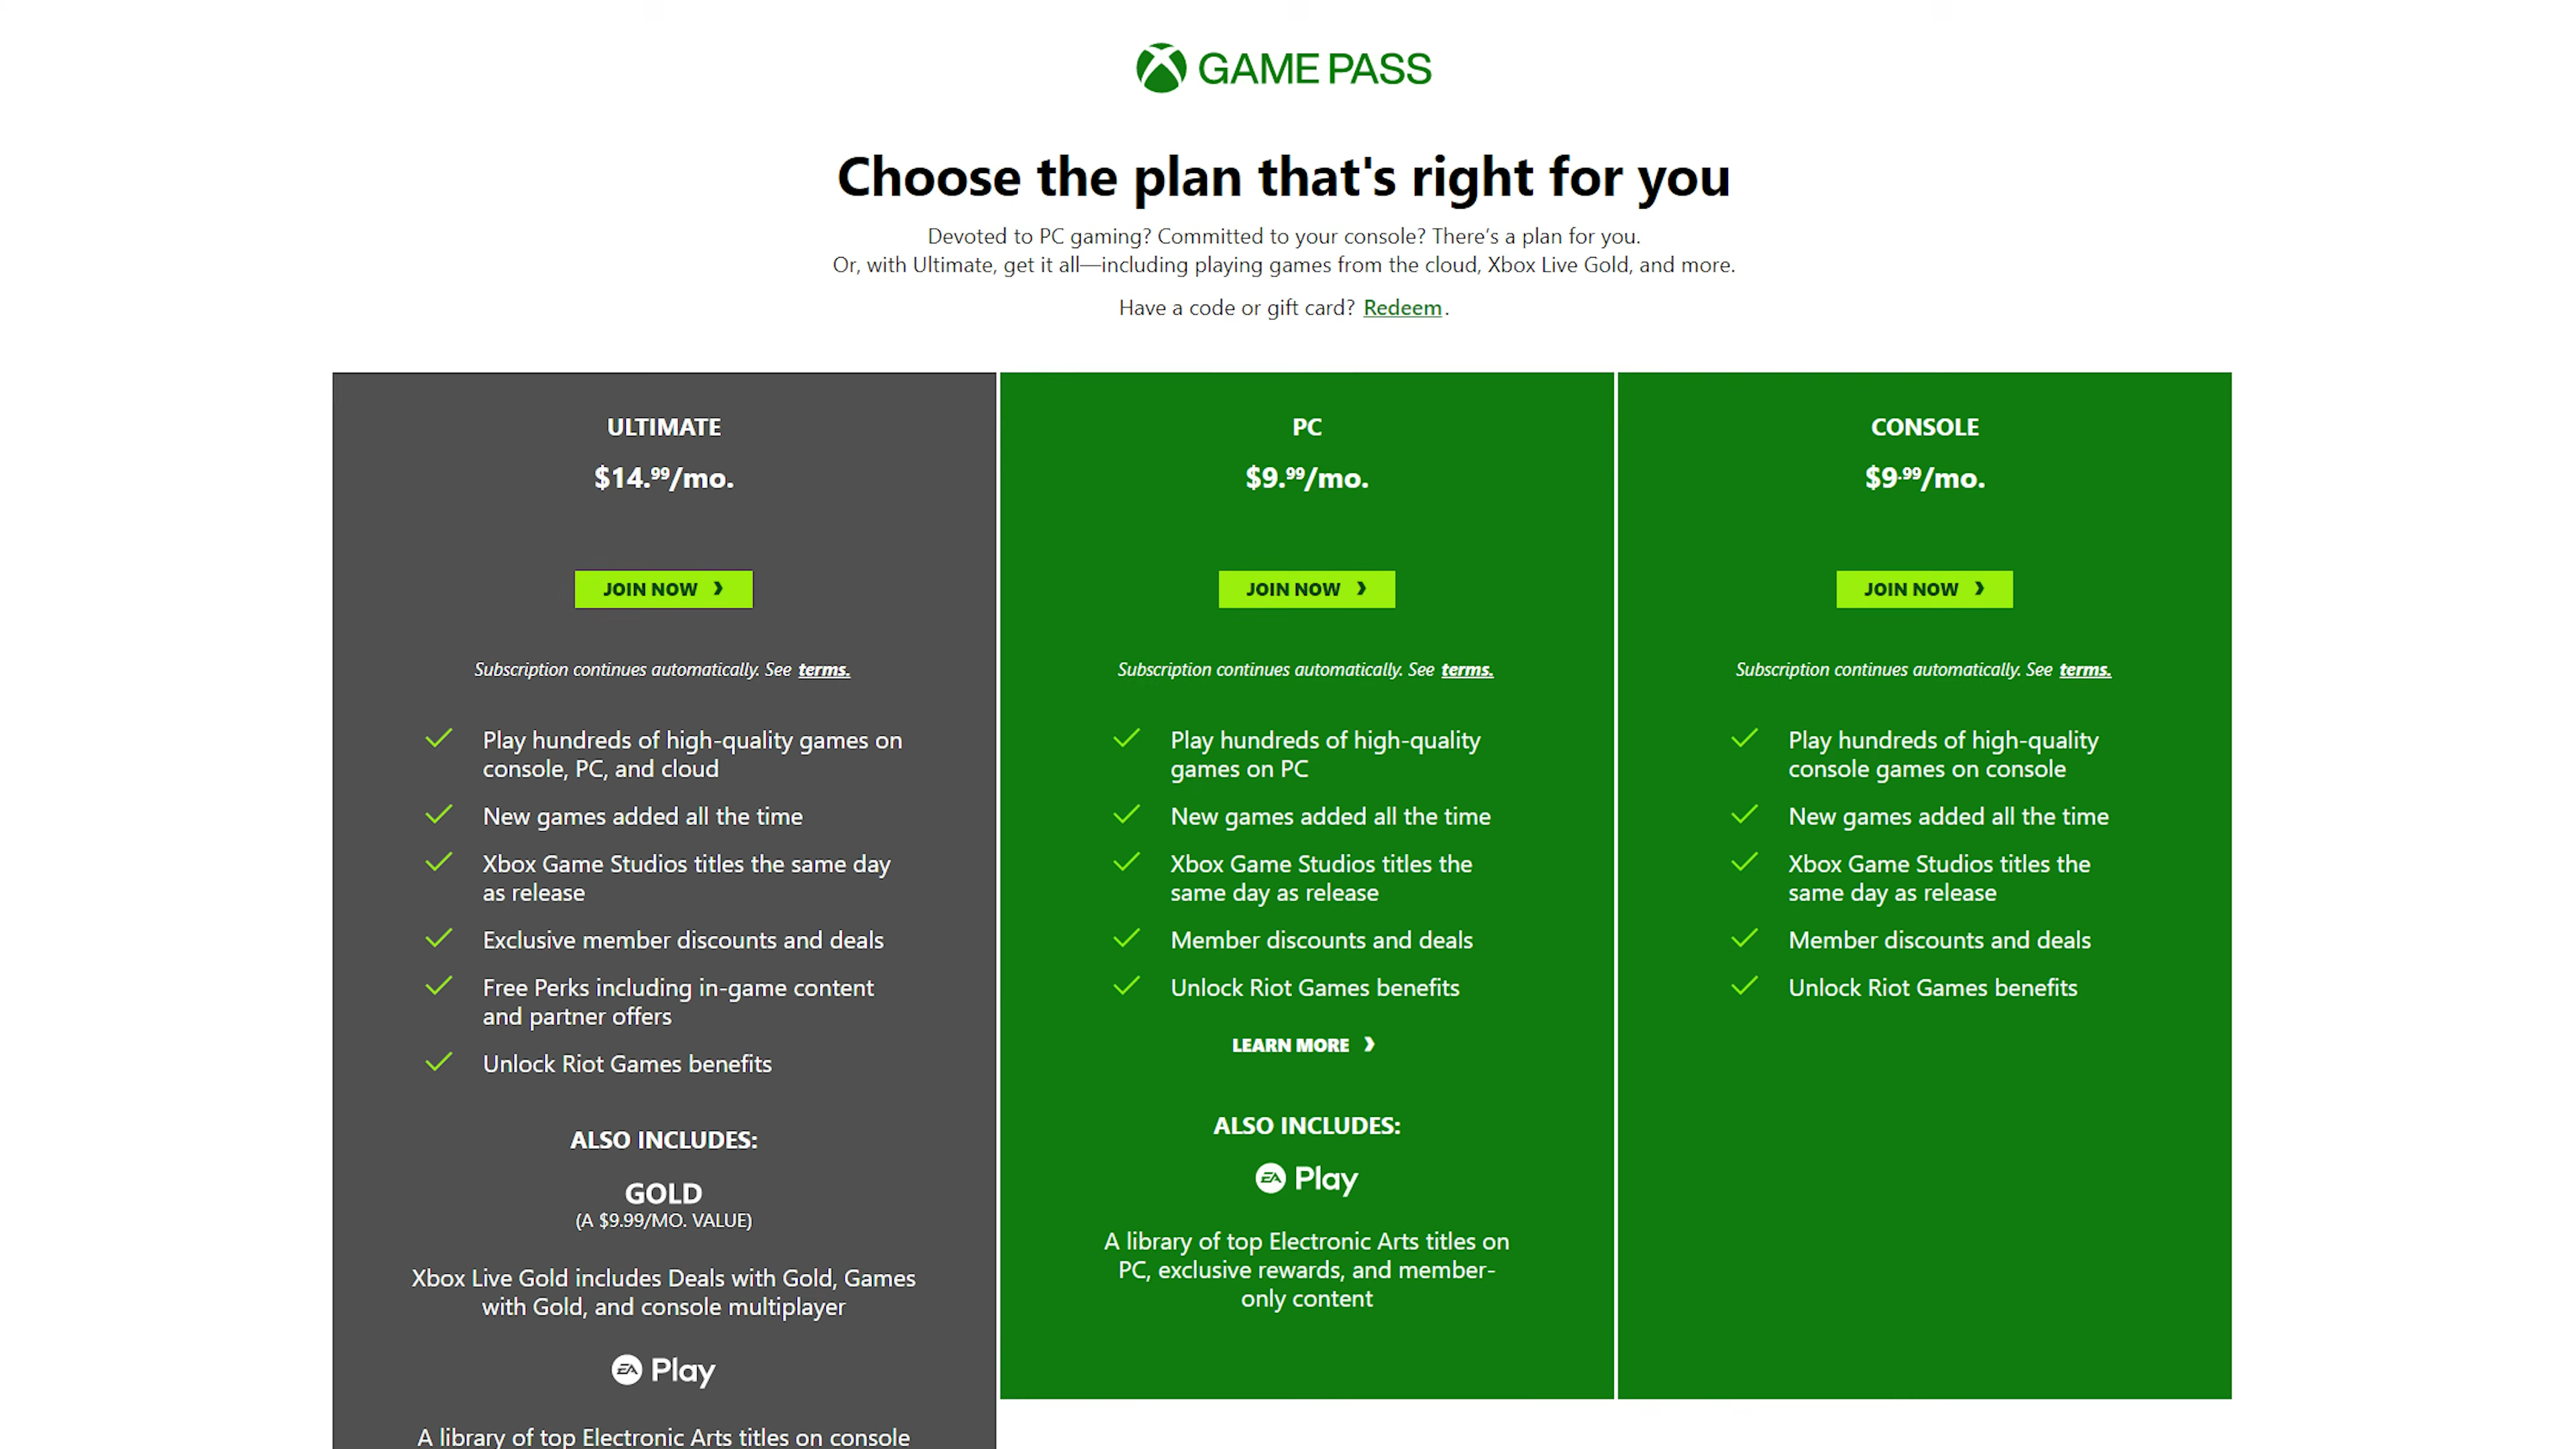 GAME PASS
Choose the plan that's right for you
Devoted to PC gaming? Committed to your console? There's a plan for you.
Or, with Ultimate, get it all—including playing games from the cloud, Xbox Live Gold, and more.
Have a code or gift card? Redeem.
ULTIMATE
$14.99/mo.
JOIN NOW
Subscription continues automatically. See terms.
Play hundreds of high-quality games on
console, PC, and cloud
New games added all the time
Xbox Game Studios titles the same day
as release
Exclusive member discounts and deals
Free Perks including in-game content
and partner offers
Unlock Riot Games benefits
ALSO INCLUDES:
GOLD
(A $9.99/MO. VALUE)
Xbox Live Gold includes Deals with Gold, Games
with Gold, and console multiplayer
EA Play
A library of top Electronic Arts titles on console
PC
$9.99/mo.
JOIN NOW
Subscription continues automatically. See terms.
Play hundreds of high-quality
games on PC
New games added all the time
Xbox Game Studios titles the
same day as release
Member discounts and deals
Unlock Riot Games benefits
LEARN MORE
ALSO INCLUDES:
EA Play
A library of top Electronic Arts titles on
PC, exclusive rewards, and member-
only content
CONSOLE
$9.99/mo.
JOIN NOW
Subscription continues automatically. See terms.
Play hundreds of high-quality
console games on console
New games added all the time
Xbox Game Studios titles the
same day as release
Member discounts and deals
Unlock Riot Games benefits